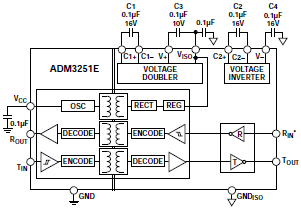 C1 C3 C2 C4
0.1µF 0.1µF 0.1µF 0.1µF 0.1µF
16V 10V 16V 16V
C1+ C1– V+ VISO C2+ C2– V–
ADM3251E
VOLTAGE DOUBLER
VOLTAGE INVERTER
VCC
OSC RECT REG
0.1µF
ROUT
DECODE ENCODE R RIN*
TIN
ENCODE DECODE T TOUT
GND GNDISO